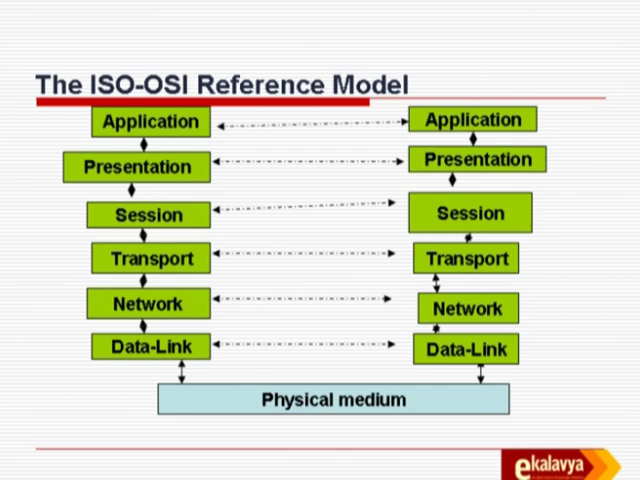 The ISO-OSI Reference Model
Application Application
Presentation Presentation
Session Session
Transport Transport
Network Network
Data-Link Data-Link
Physical medium
ekalavya